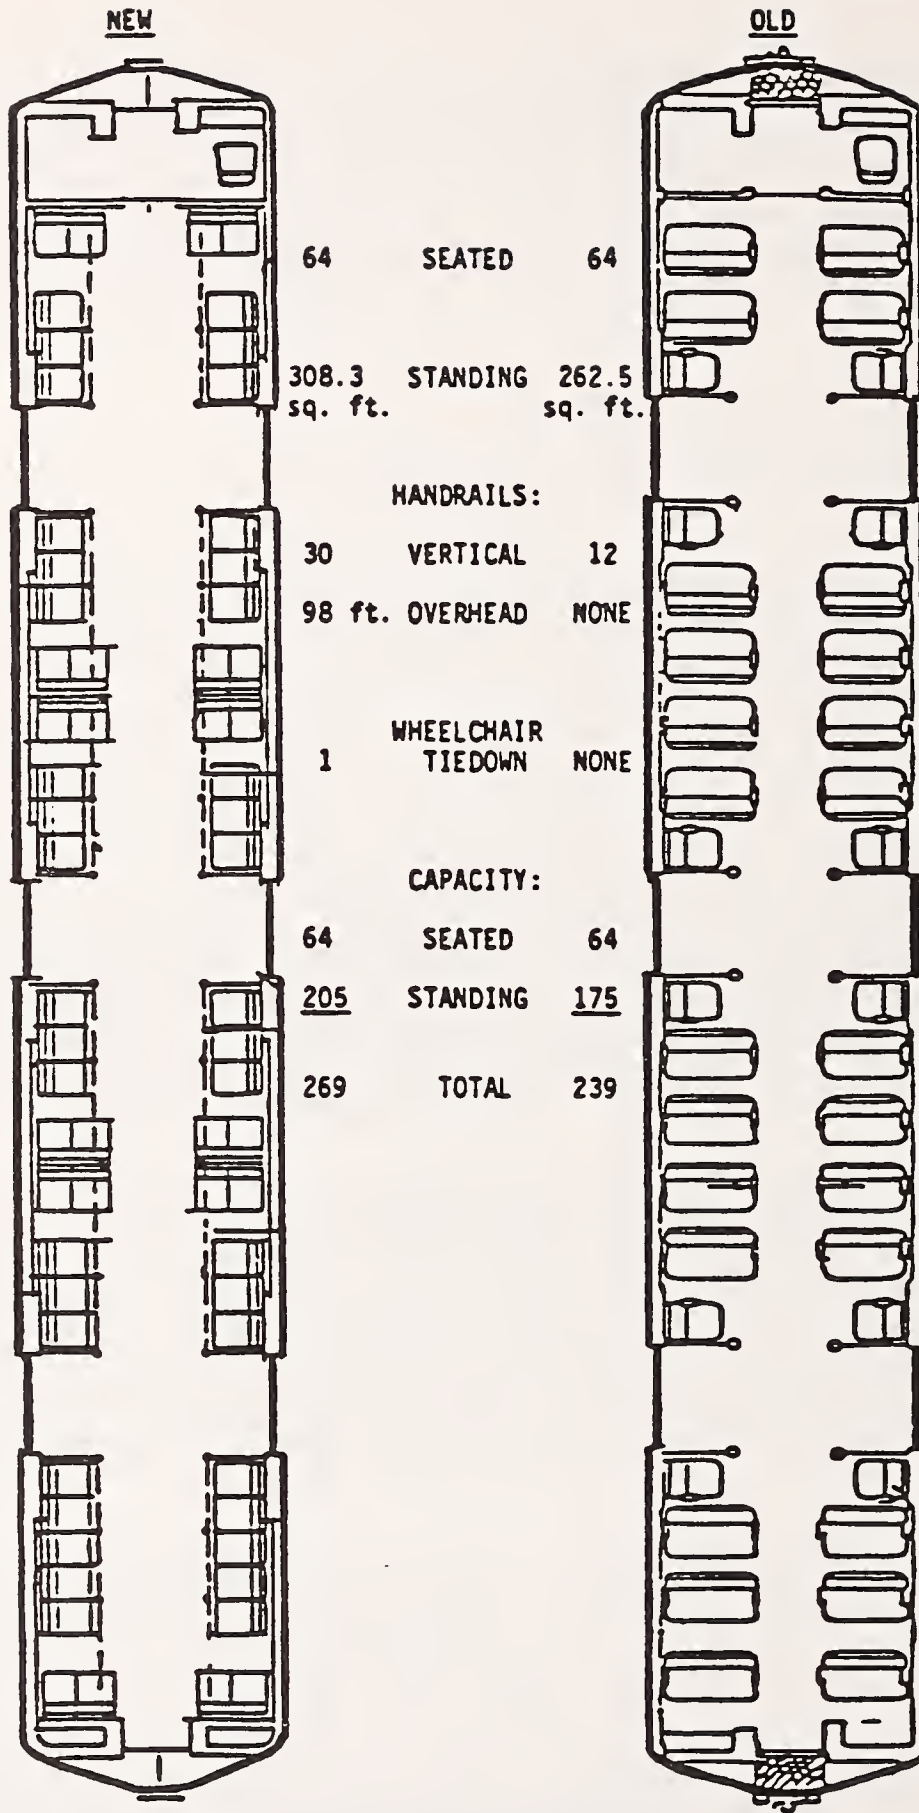 NEW OLD
64 SEATED 64
308.3 STANDING 262.5
sq. ft. sq. ft.
HANDRAILS:
30 VERTICAL 12
98 ft. OVERHEAD NONE
WHEELCHAIR
1 TIEDOWN NONE
CAPACITY:
64 SEATED 64
205 STANDING 175
269 TOTAL 239